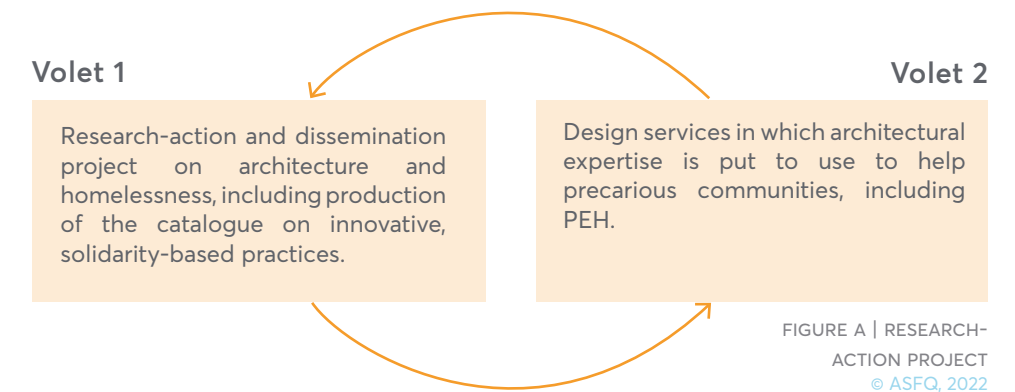 Volet 1
Research-action and dissemination
project on architecture and
homelessness, including production
of the catalogue on innovative,
solidarity-based practices.
Volet 2
Design services in which architectural
expertise is put to use to help
precarious communities, including
PEH.
FIGURE A | RESEARCH-
ACTION PROJECT
© ASFQ, 2022